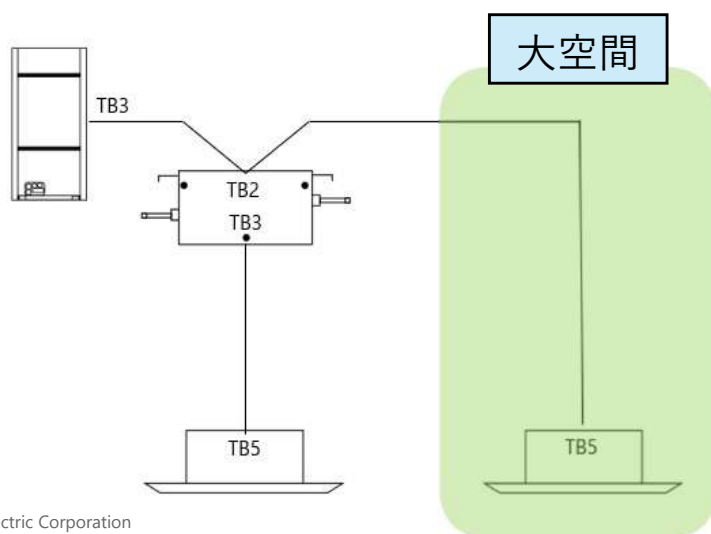 大空間
TB3
TB2
TB3
TB5
TB5
ctric Corporation